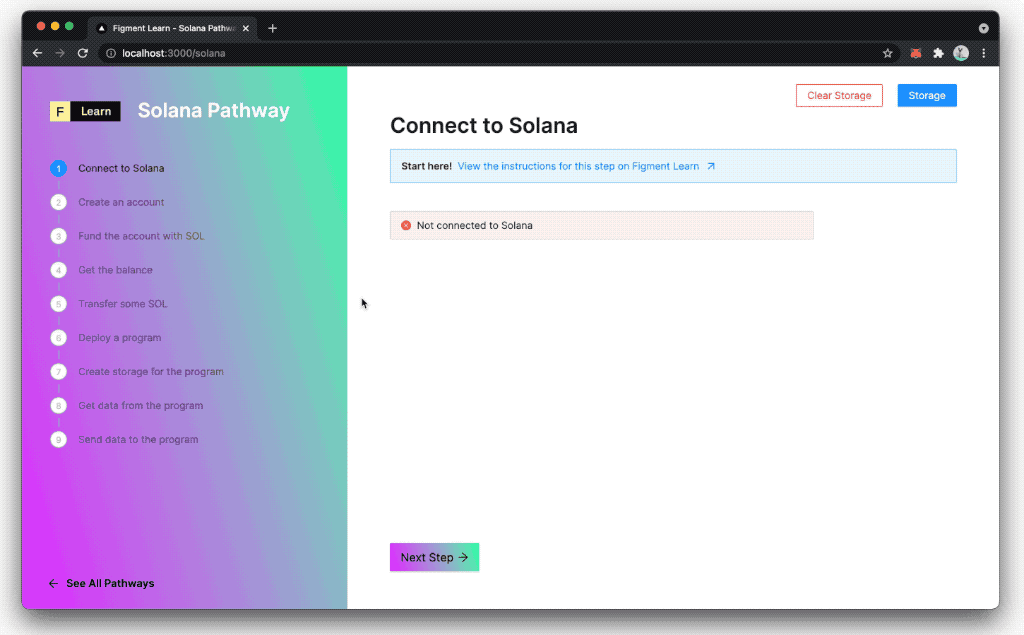 Figment Learn - Solana Pathwa
localhost:3000/solana
F Learn
Solana Pathway
1 Connect to Solana
2 Create an account
3 Fund the account with SOL
4 Get the balance
5 Transfer some SOL
6 Deploy a program
7 Create storage for the program
8 Get data from the program
9 Send data to the program
← See All Pathways
Clear Storage
Storage
Connect to Solana
Start here! View the instructions for this step on Figment Learn
Not connected to Solana
Next Step →